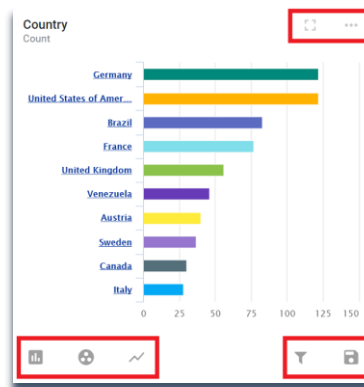 Country
Count
Germany
United States of Amer ...
Brazil
France
United Kingdom
Venezuela
Austria
Sweden
Canada
Italy
0 25 50 75 100 125 150